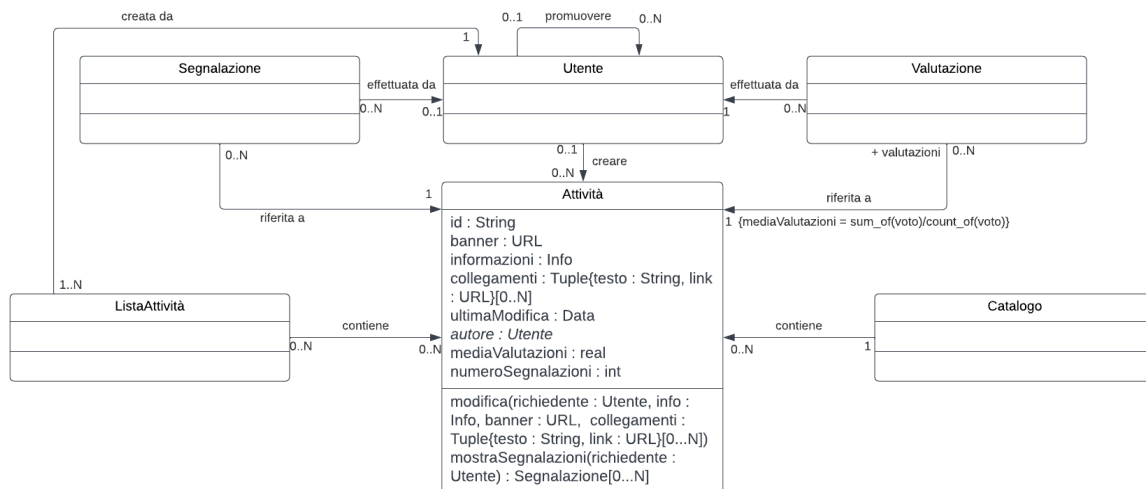 creata da
0..1
promuovere
0..N
1
Segnalazione
Utente
Valutazione
effettuata da
effettuata da
0..N
0..1
1
0..N
0..N
0..1
creare
+ valutazioni
0..N
0..N
1
Attività
riferita a
riferita a
1
{mediaValutazioni = sum_of(voto)/count_of(voto)}
id : String
banner : URL
informazioni : Info
collegamenti : Tuple{testo : String, link
: URL}[0..N]
ultimaModifica : Data
autore : Utente
mediaValutazioni : real
numeroSegnalazioni : int
1..N
ListaAttività
Catalogo
contiene
contiene
0..N
0..N
0..N
1
modifica(richiedente : Utente, info :
Info, banner : URL, collegamenti :
Tuple{testo : String, link : URL}[0...N])
mostraSegnalazioni(richiedente :
Utente) : Segnalazione[0...N]